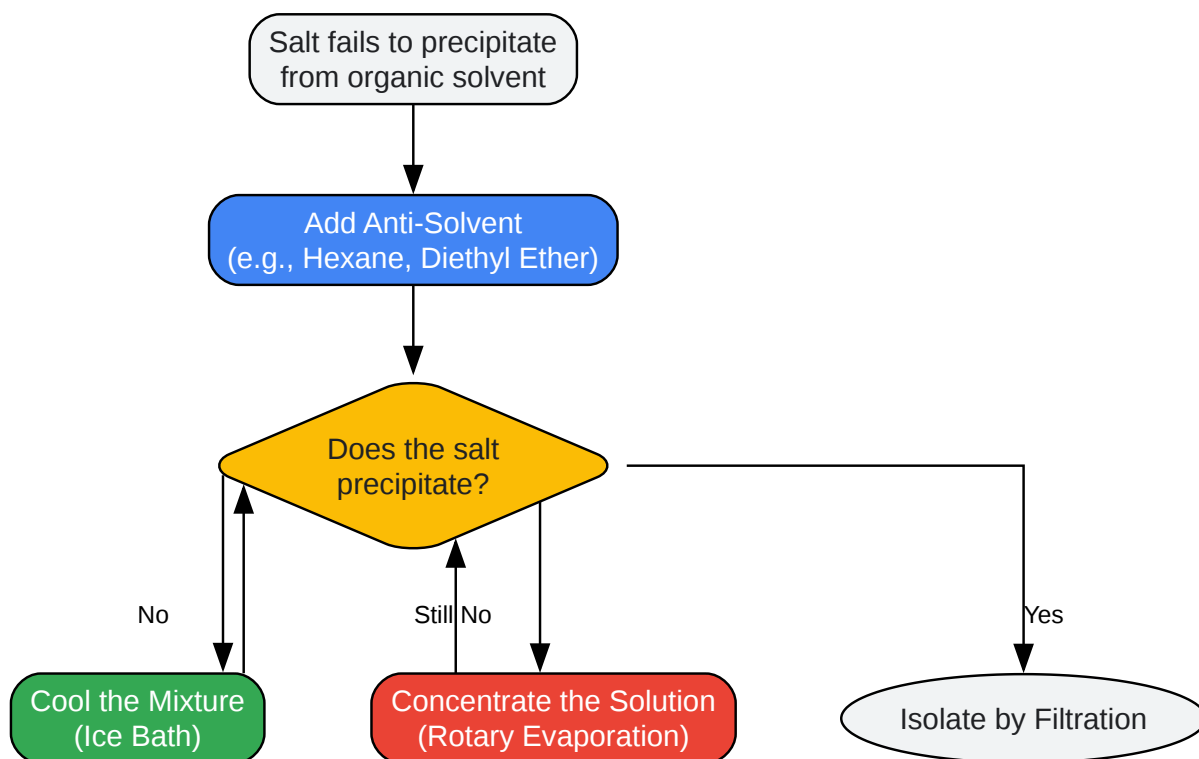 Salt fails to precipitate
from organic solvent
Add Anti-Solvent
(e.g., Hexane, Diethyl Ether)
Does the salt
precipitate?
No
Still No
Yes
Cool the Mixture
(Ice Bath)
Concentrate the Solution
(Rotary Evaporation)
Isolate by Filtration